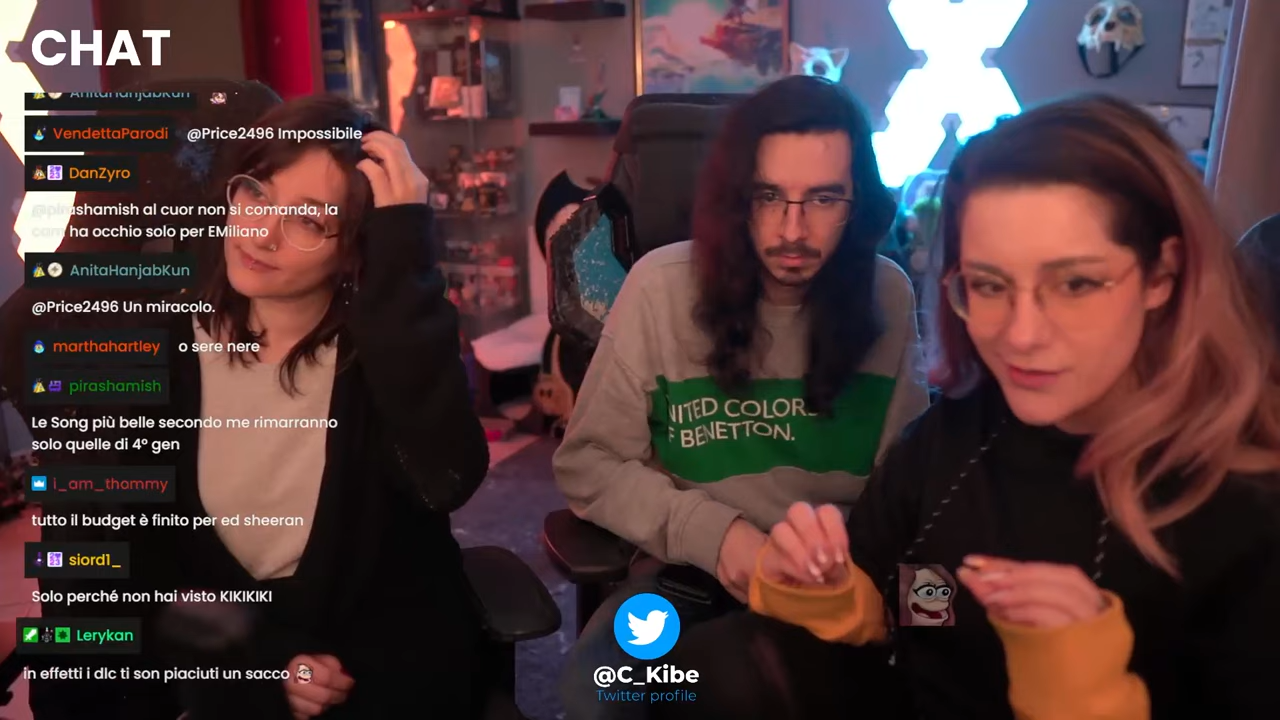 CHAT
AnitaHanjabKun
VendettaParodi @Price2496 Impossibile
DanZyro
@pirashamish al cuor non si comanda, la
cam ha occhio solo per EMiliano
AnitaHanjabKun
@Price2496 Un miracolo.
marthahartley o sere nere
pirashamish
Le Song più belle secondo me rimarranno
solo quelle di 4° gen
i_am_thommy
tutto il budget è finito per ed sheeran
siord1_
Solo perché non hai visto KIKIKIKI
Lerykan
in effetti i dlc ti son piaciuti un sacco
NITED COLORS
F BENETTON.
@C_Kibe
Twitter profile